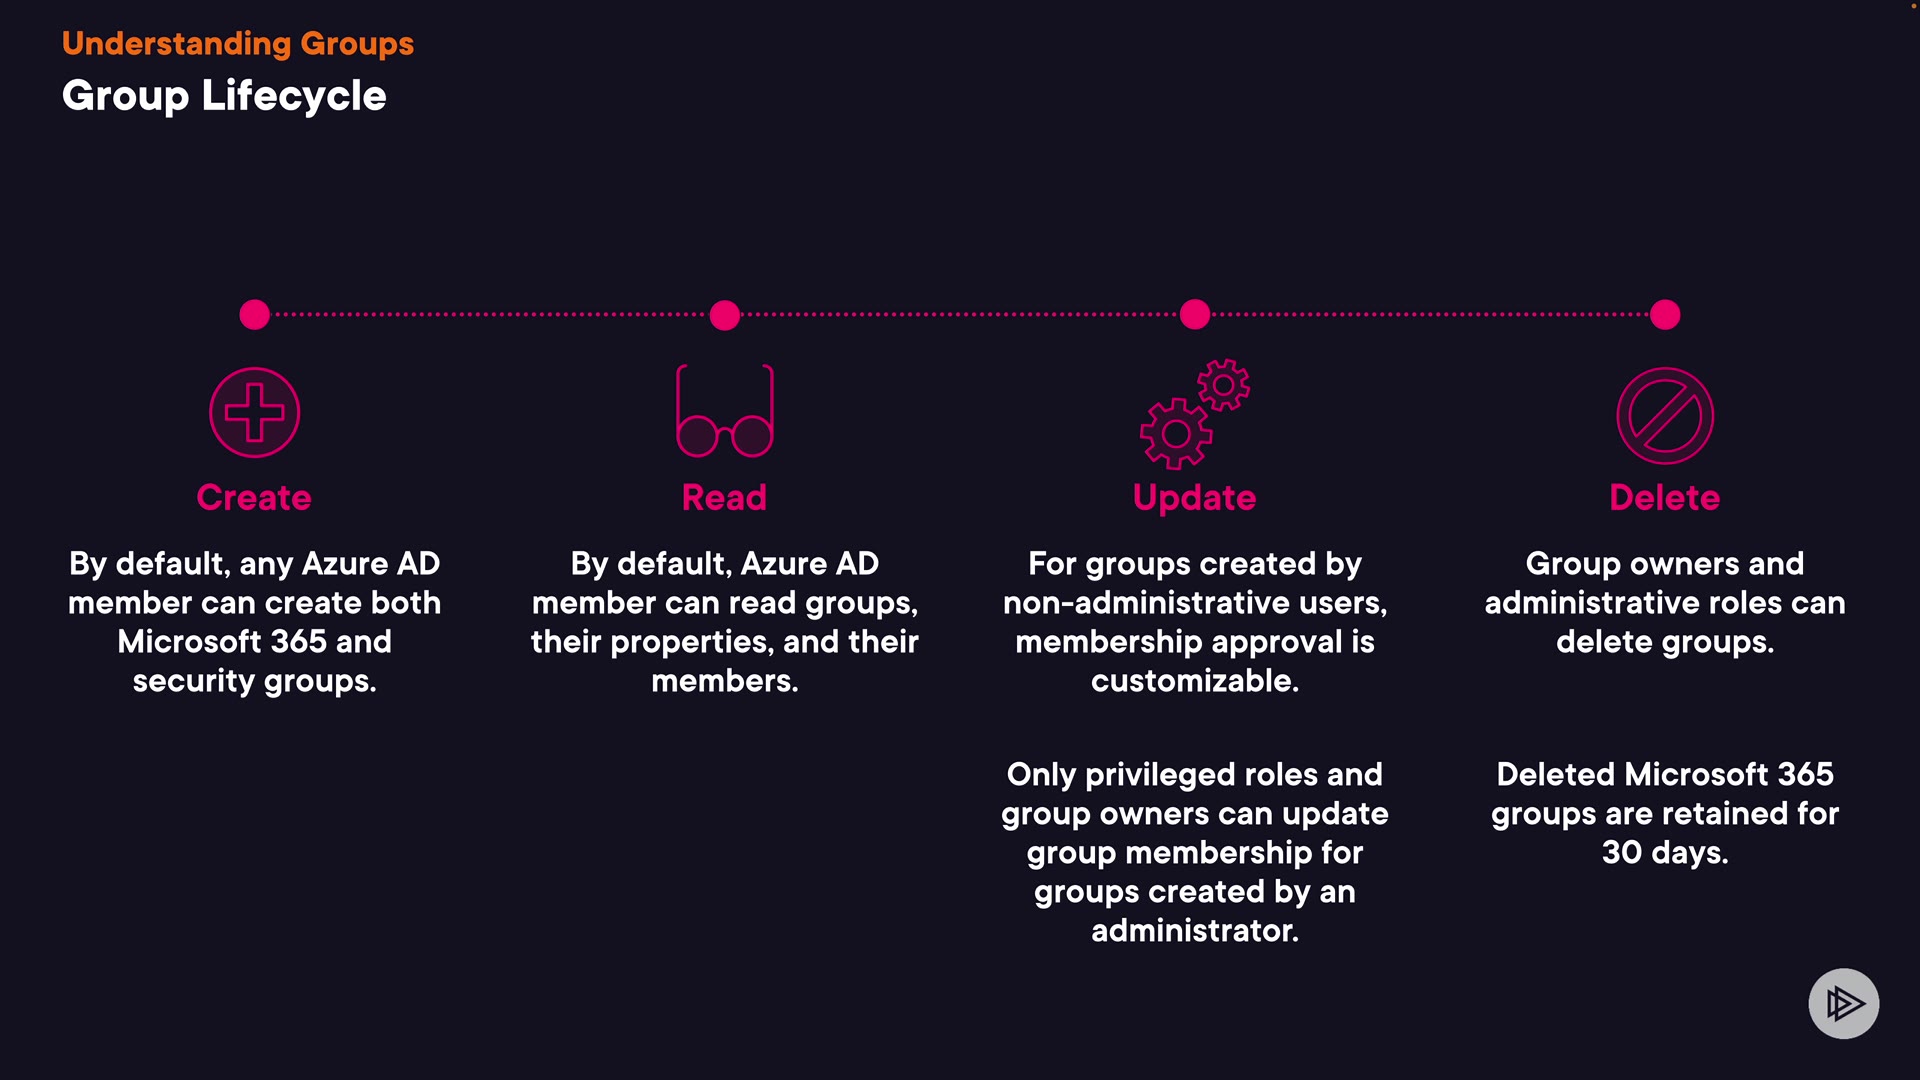 Understanding Groups
Group Lifecycle
Create
By default, any Azure AD
member can create both
Microsoft 365 and
security groups.
Read
By default, Azure AD
member can read groups,
their properties, and their
members.
Update
For groups created by
non-administrative users,
membership approval is
customizable.
Only privileged roles and
group owners can update
group membership for
groups created by an
administrator.
Delete
Group owners and
administrative roles can
delete groups.
Deleted Microsoft 365
groups are retained for
30 days.